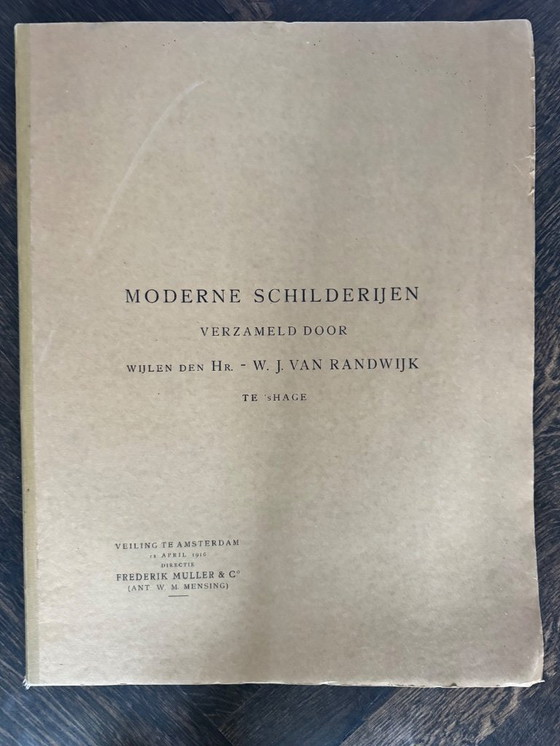 MODERNE SCHILDERIJEN
VERZAMELD DOOR
WIJLEN DEN HR. - W. J. VAN RANDWIJK
TE 'sHAGE
VEILING TE AMSTERDAM
APRIL
DIRECTIE
FREDERIK MULLER & Cº
(ANT. W. M. MENSING)